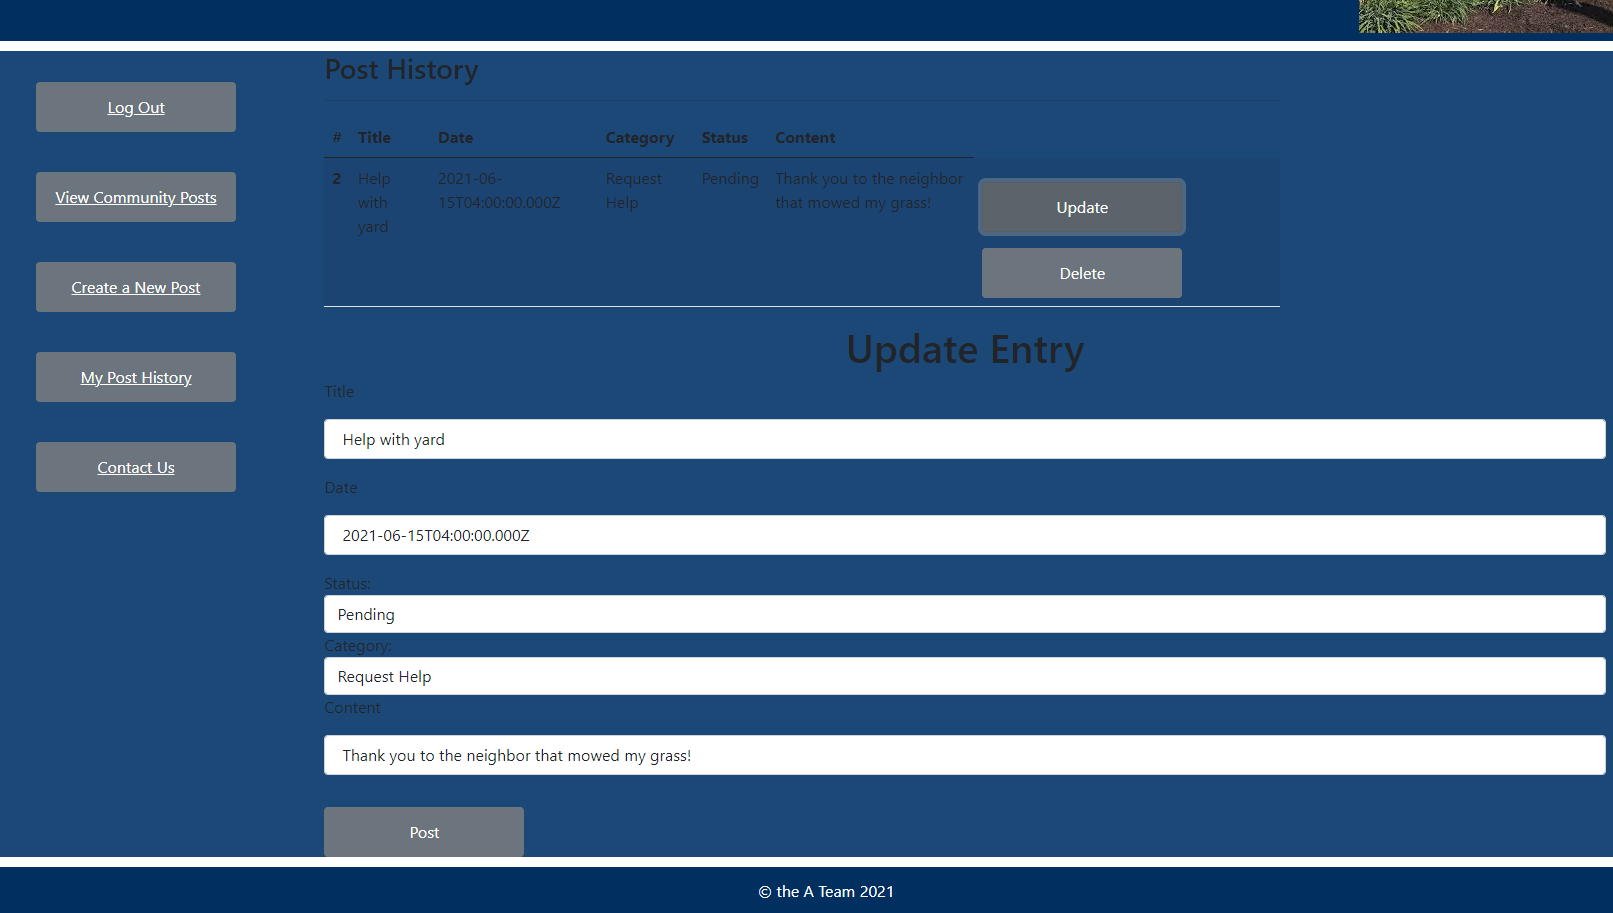 Log Out
View Community Posts
Create a New Post
My Post History
Contact Us
Post History
# Title Date Category Status Content
2 Help with yard 2021-06-15T04:00:00.000Z Request Help Pending Thank you to the neighbor that mowed my grass!
Update
Delete
Update Entry
Title
Help with yard
Date
2021-06-15T04:00:00.000Z
Status:
Pending
Category:
Request Help
Content
Thank you to the neighbor that mowed my grass!
Post
© the A Team 2021